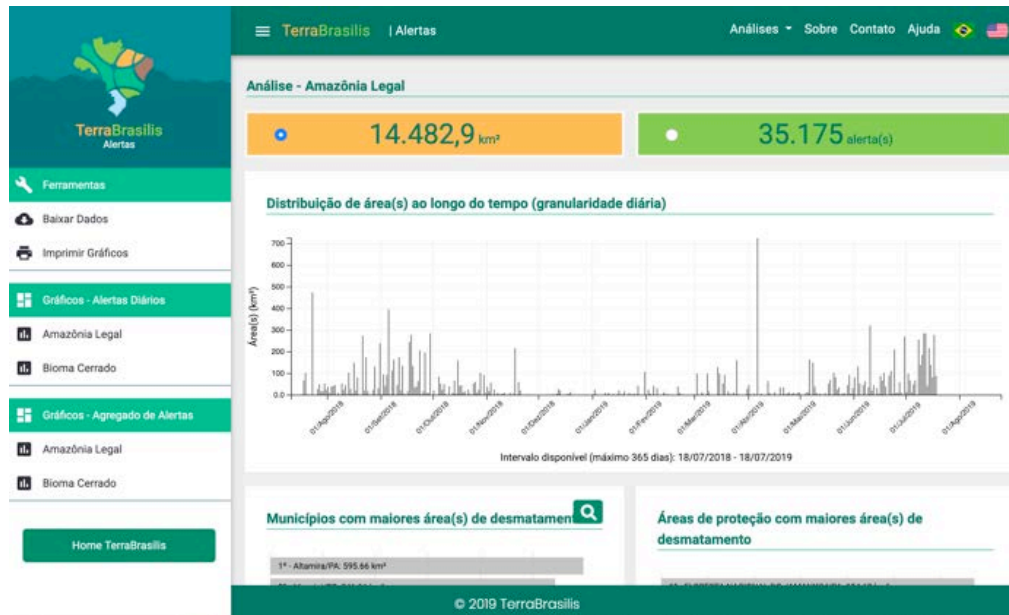 TerraBrasilis | Alertas
Análises Sobre Contato Ajuda
TerraBrasilis
Alertas
Ferramentas
Baixar Dados
Imprimir Gráficos
Gráficos - Alertas Diários
Amazônia Legal
Bioma Cerrado
Gráficos - Agregado de Alertas
Amazônia Legal
Bioma Cerrado
Home TerraBrasilis
Análise - Amazônia Legal
14.482,9 km²
35.175 alerta(s)
Distribuição de área(s) ao longo do tempo (granularidade diária)
Área(s) (km²)
700
600
500
400
300
200
100
0.0
01/Ago/2018
01/Set/2018
01/Out/2018
01/Nov/2018
01/Dez/2018
01/Jan/2019
01/Fev/2019
01/Mar/2019
01/Abr/2019
01/Mai/2019
01/Jun/2019
01/Jul/2019
01/Ago/2019
Intervalo disponível (máximo 365 dias): 18/07/2018 - 18/07/2019
Municípios com maiores área(s) de desmatamen
1º - Altamira/PA: 595.66 km²
Áreas de proteção com maiores área(s) de
desmatamento
© 2019 TerraBrasilis